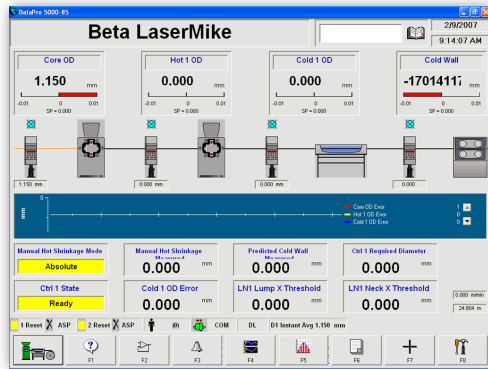 DataPro 5000-B5
Beta LaserMike
2/9/2007
9:14:07 AM
Core OD
Hot 1 OD
Cold 1 OD
Cold Wall
1.150 mm
0.000 mm
0.000 mm
-1701411 mm
-0.01 0 0.01
-0.01 0 0.01
-0.01 0 0.01
-0.01 0 0.01
SP = 0.000
SP = 0.000
SP = 0.000
SP = 0.000
1.150 mm
0.000 mm
0.000 mm
0.000
mm
0
Core OD Error 1
Hot 1 OD Error 0
Cold 1 OD Error 0
Manual Hot Shrinkage Mode
Manual Hot Shrinkage Measured
Predicted Cold Wall Measured
Ctrl 1 Required Diameter
Absolute
0.000 mm
0.000 mm
0.000 mm
Ctrl 1 State
Cold 1 OD Error
LN1 Lump X Threshold
LN1 Neck X Threshold
Ready
0.000 mm
0.000 mm
0.000 mm
0.000 m/min
24.804 m
1 Reset X ASP 2 Reset X ASP (0) COM DL D1 Instant Avg 1.150 mm
F1
F2
F3
F4
F5
F6
F7
F8